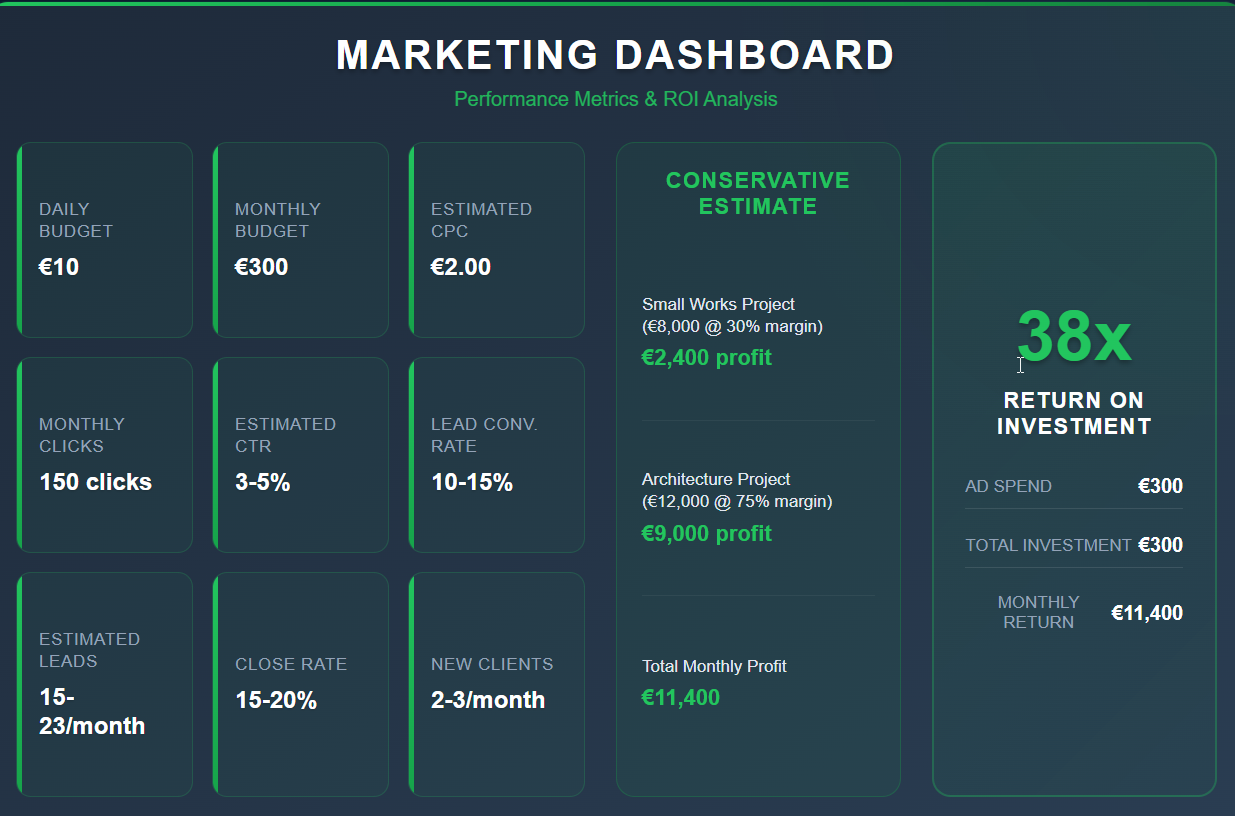 MARKETING DASHBOARD
Performance Metrics & ROI Analysis
DAILY
BUDGET
€10
MONTHLY
BUDGET
€300
ESTIMATED
CPC
€2.00
MONTHLY
CLICKS
150 clicks
ESTIMATED
CTR
3-5%
LEAD CONV.
RATE
10-15%
ESTIMATED
LEADS
15-
23/month
CLOSE RATE
15-20%
NEW CLIENTS
2-3/month
CONSERVATIVE
ESTIMATE
Small Works Project
(€8,000 @ 30% margin)
€2,400 profit
Architecture Project
(€12,000 @ 75% margin)
€9,000 profit
Total Monthly Profit
€11,400
38x
RETURN ON
INVESTMENT
AD SPEND €300
TOTAL INVESTMENT €300
MONTHLY
RETURN €11,400